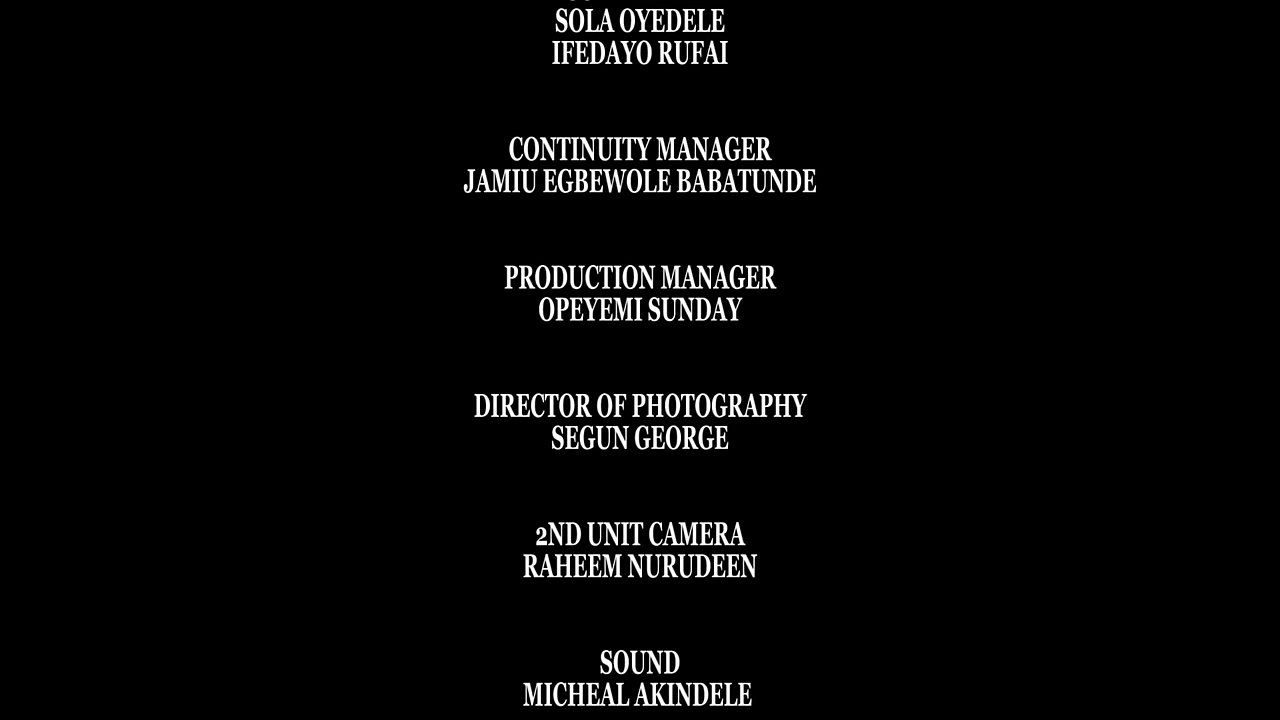 SOLA OYEDELE
IFEDAYO RUFAI
CONTINUITY MANAGER
JAMIU EGBEWOLE BABATUNDE
PRODUCTION MANAGER
OPEYEMI SUNDAY
DIRECTOR OF PHOTOGRAPHY
SEGUN GEORGE
2ND UNIT CAMERA
RAHEEM NURUDEEN
SOUND
MICHEAL AKINDELE